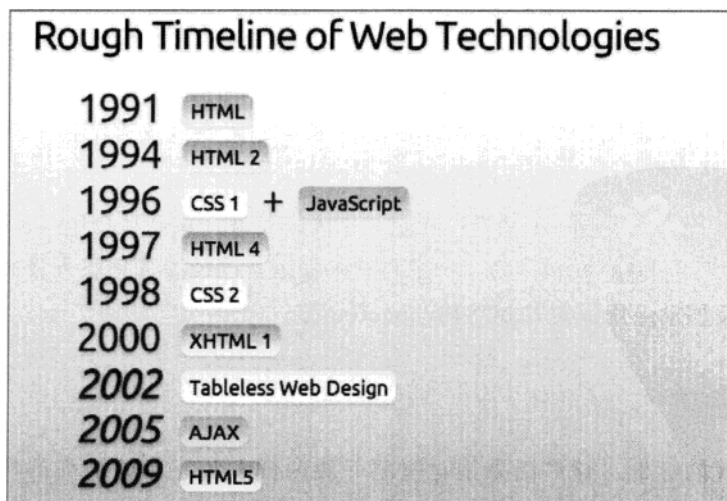 Rough Timeline of Web Technologies
1991 HTML
1994 HTML 2
1996 CSS 1 + JavaScript
1997 HTML 4
1998 CSS 2
2000 XHTML 1
2002 Tableless Web Design
2005 AJAX
2009 HTML5